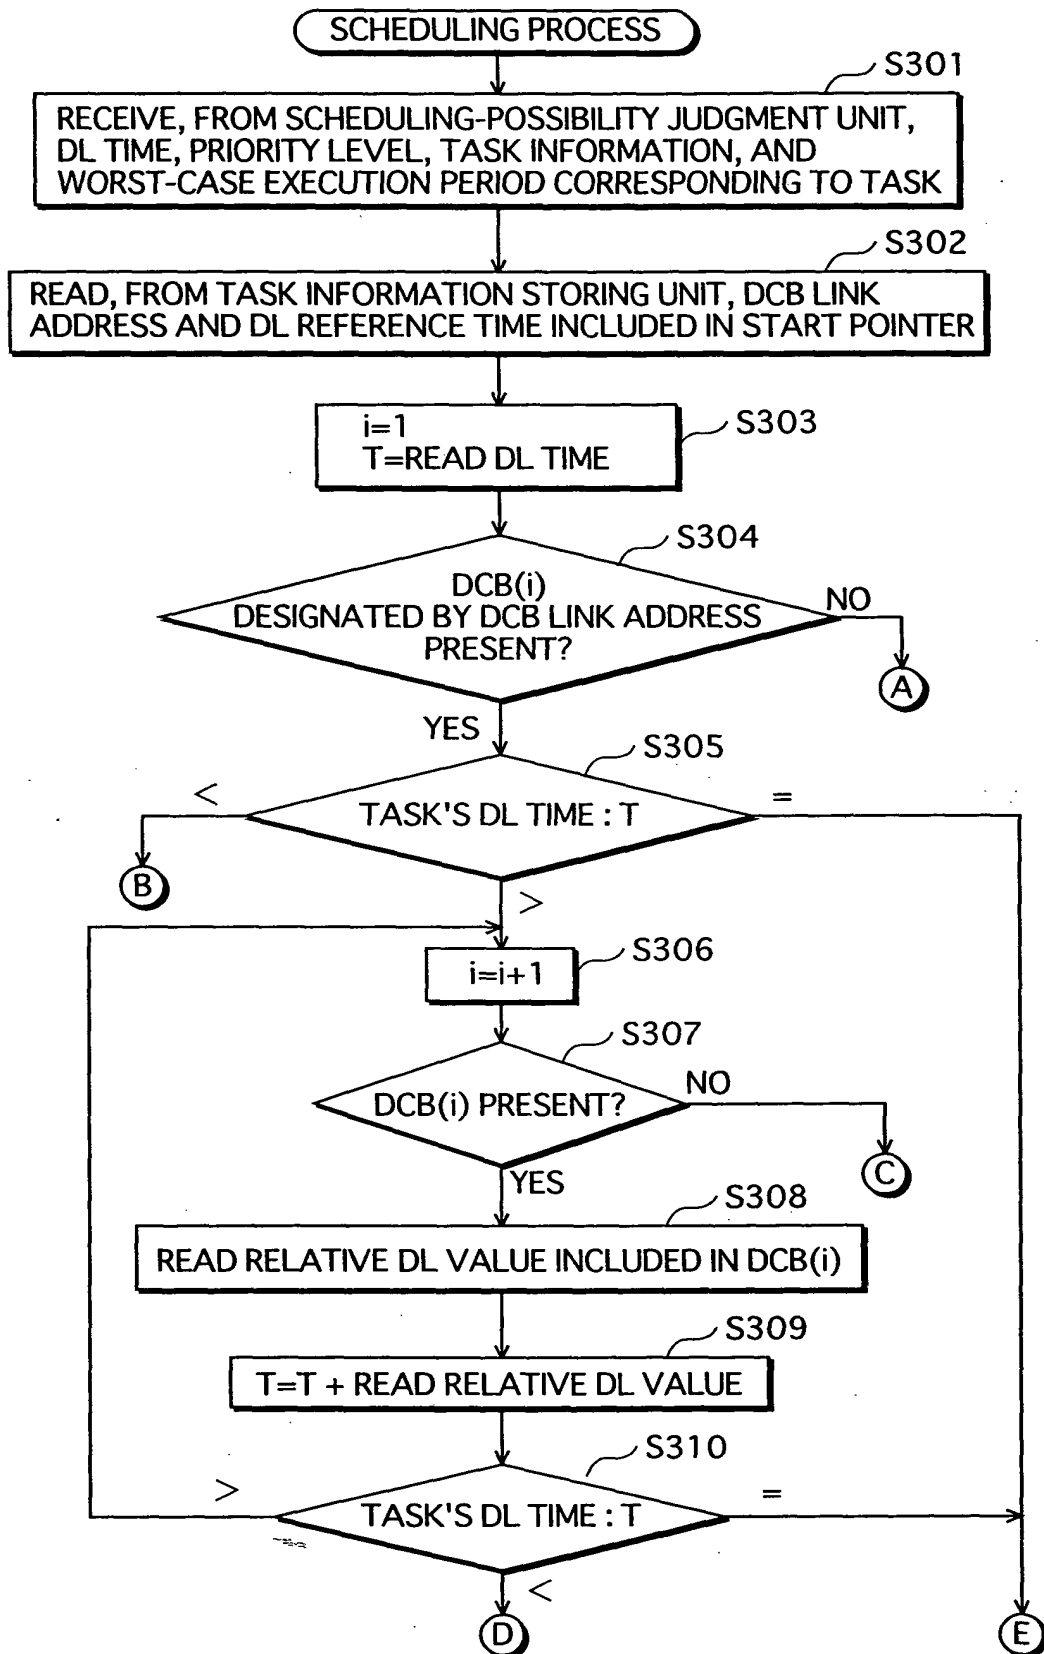 SCHEDULING PROCESS
S301
RECEIVE, FROM SCHEDULING-POSSIBILITY JUDGMENT UNIT,
DL TIME, PRIORITY LEVEL, TASK INFORMATION, AND
WORST-CASE EXECUTION PERIOD CORRESPONDING TO TASK
S302
READ, FROM TASK INFORMATION STORING UNIT, DCB LINK
ADDRESS AND DL REFERENCE TIME INCLUDED IN START POINTER
S303
i=1
T=READ DL TIME
S304
DCB(i)
DESIGNATED BY DCB LINK ADDRESS
PRESENT?
NO
A
YES
S305
<
TASK'S DL TIME : T
=
B
>
S306
i=i+1
S307
DCB(i) PRESENT?
NO
C
YES
S308
READ RELATIVE DL VALUE INCLUDED IN DCB(i)
S309
T=T + READ RELATIVE DL VALUE
S310
>
TASK'S DL TIME : T
=
<
D
E